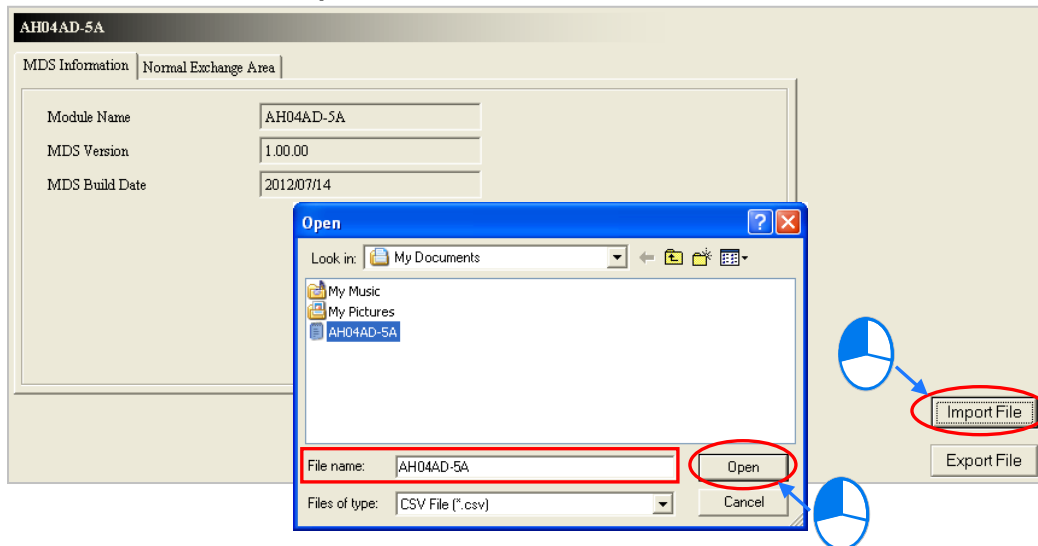 AH04AD-5A
MDS Information Normal Exchange Area
Module Name AH04AD-5A
MDS Version 1.00.00
MDS Build Date 2012/07/14
Open
Look in: My Documents
My Music
My Pictures
AH04AD-5A
Import File
File name: AH04AD-5A Open
Export File
Files of type: CSV File (*.csv) Cancel